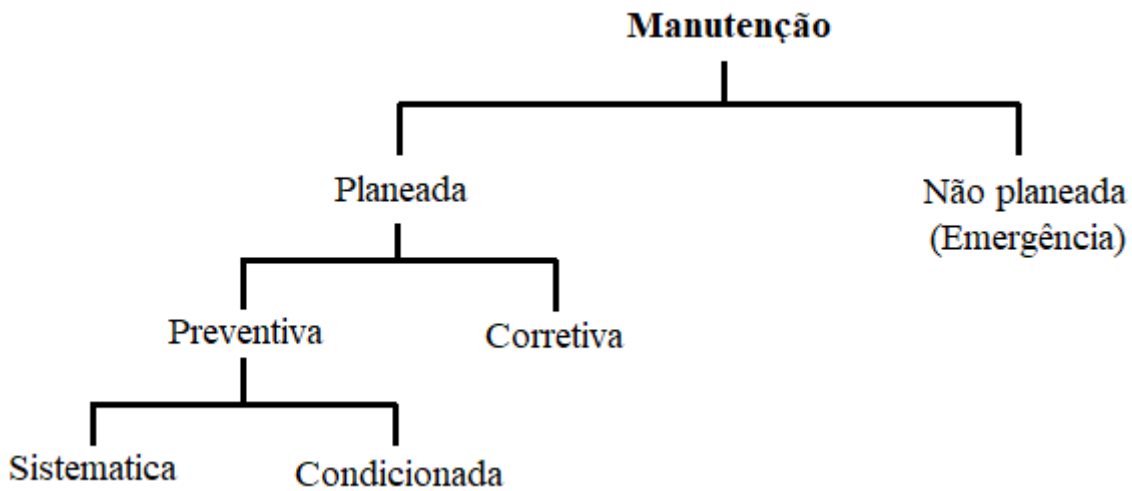 Manutenção
Planeada
Não planeada
(Emergência)
Preventiva
Corretiva
Sistematica
Condicionada